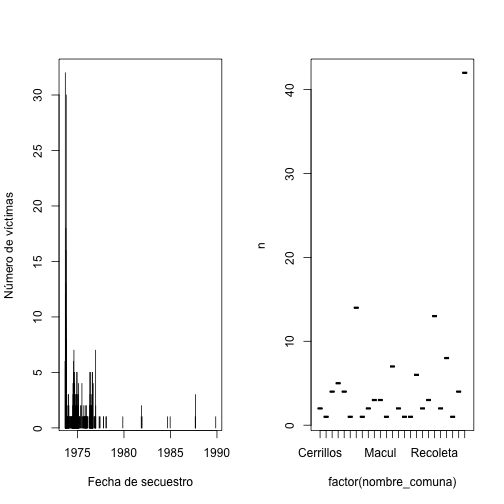 Número de víctimas
0
5
10
15
20
25
30
1975
1980
1985
1990
Fecha de secuestro
n
0
10
20
30
40
Cerrillos
Macul
Recoleta
factor(nombre_comuna)